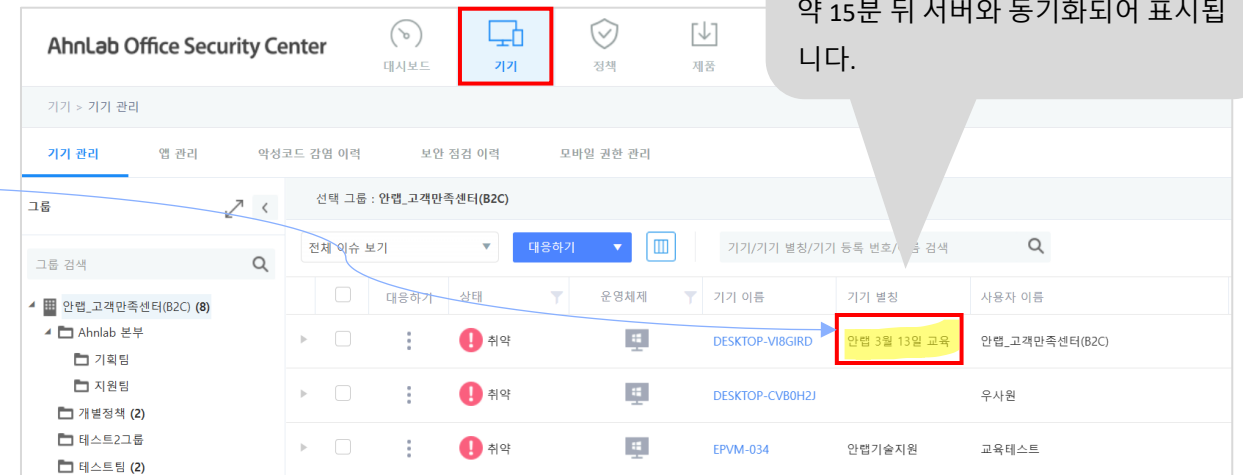 약 15분 뒤 서버와 동기화되어 표시됩
니다.
AhnLab Office Security Center
대시보드
기기
정책
제품
기기 > 기기 관리
기기 관리
앱 관리
악성코드 감염 이력
보안 점검 이력
모바일 권한 관리
그룹
선택 그룹 : 안랩_고객만족센터(B2C)
그룹 검색
전체 이슈 보기
대응하기
기기/기기 별칭/기기 등록 번호/ 검색
안랩_고객만족센터(B2C) (8)
Ahnlab 본부
기획팀
지원팀
개별정책 (2)
테스트2그룹
테스트팀 (2)
대응하기 상태 운영체제 기기 이름 기기 별칭 사용자 이름
취약 DESKTOP-VI8GIRD 안랩 3월 13일 교육 안랩_고객만족센터(B2C)
취약 DESKTOP-CVB0H2J 우사원
취약 EPVM-034 안랩기술지원 교육테스트